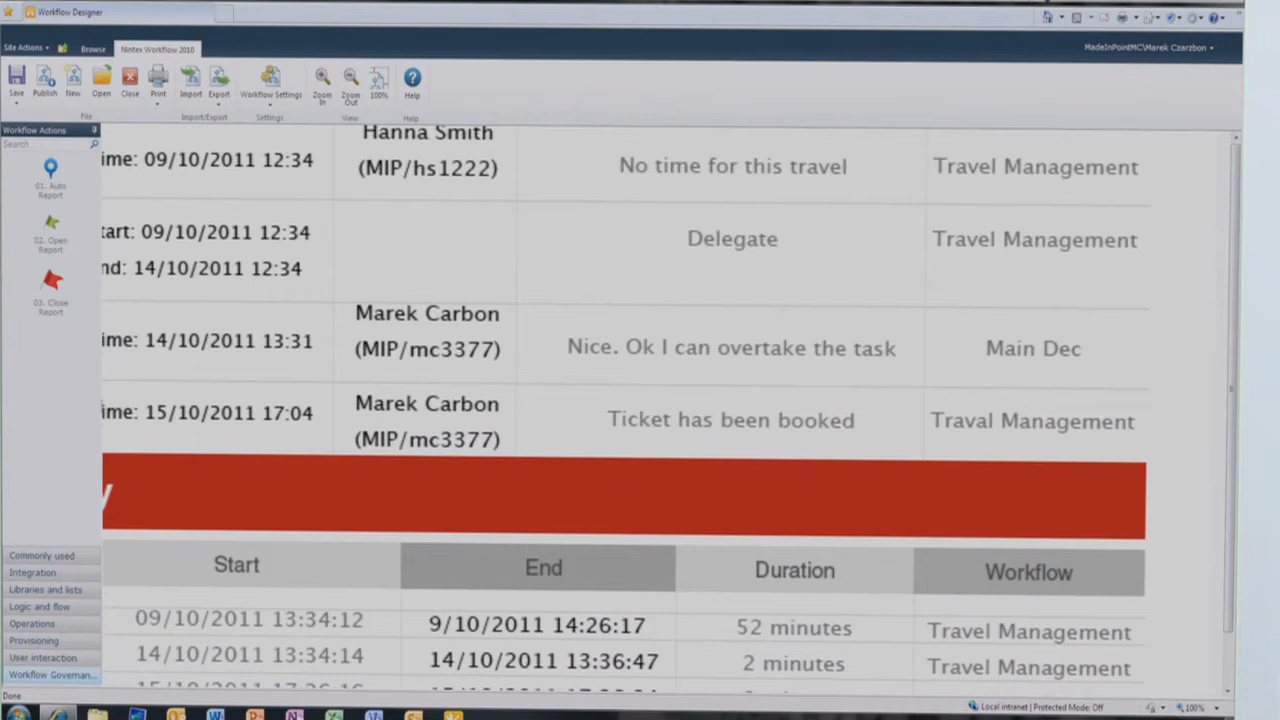 Workflow Designer
Site Actions Browse Nintex Workflow 2010 MadeInPointMC\Marek Czarzbon
Save Publish New Open Close Print Import Export Workflow Settings Zoom In Zoom Out 100% Help
File Import/Export Settings View Help
Workflow Actions
Search...
01. Auto Report
02. Open Report
03. Close Report
Commonly used
Integration
Libraries and lists
Logic and flow
Operations
Provisioning
User interaction
Workflow Governan...
ime: 09/10/2011 12:34 Hanna Smith (MIP/hs1222) No time for this travel Travel Management
tart: 09/10/2011 12:34 Delegate Travel Management
nd: 14/10/2011 12:34
ime: 14/10/2011 13:31 Marek Carbon (MIP/mc3377) Nice. Ok I can overtake the task Main Dec
ime: 15/10/2011 17:04 Marek Carbon (MIP/mc3377) Ticket has been booked Traval Management
y
Start End Duration Workflow
09/10/2011 13:34:12 9/10/2011 14:26:17 52 minutes Travel Management
14/10/2011 13:34:14 14/10/2011 13:36:47 2 minutes Travel Management
Done Local intranet | Protected Mode: Off 100%